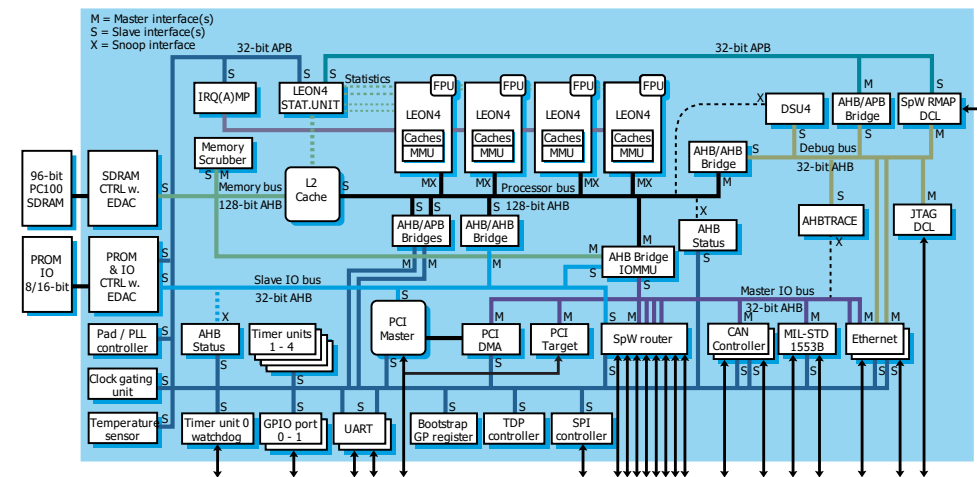 M = Master interface(s)
S = Slave interface(s)
X = Snoop interface
32-bit APB
32-bit APB
S
S
S
M
S
IRQ(A)MP
LEON4
STAT.UNIT
Statistics
FPU
FPU
FPU
FPU
LEON4
LEON4
LEON4
LEON4
Caches
MMU
Caches
MMU
Caches
MMU
Caches
MMU
X
DSU4
AHB/APB
Bridge
SpW RMAP
DCL
S
S
M
Debug bus
32-bit AHB
Memory
Scrubber
S
M
AHB/AHB
Bridge
S
M
96-bit
PC100
SDRAM
SDRAM
CTRL w.
EDAC
S
Memory bus
128-bit AHB
M
L2
Cache
S
MX
MX
MX
MX
Processor bus
128-bit AHB
S
S
S
AHB/APB
Bridges
AHB/AHB
Bridge
M
M
M
M
M
S
S
AHB Bridge
IOMMU
X
AHB
Status
S
S
AHBTRACE
X
M
JTAG
DCL
PROM
IO
8/16-bit
PROM
& IO
CTRL w.
EDAC
S
S
Slave IO bus
32-bit AHB
Master IO bus
32-bit AHB
Pad / PLL
controller
S
X
AHB
Status
S
Timer units
1 - 4
S
S
PCI
Master
S
M
PCI
DMA
S
M
PCI
Target
S
M
SpW router
S
M
CAN
Controller
S
S
M
MIL-STD
1553B
S
M
M
Ethernet
S
S
Clock gating
unit
S
Temperature
sensor
S
S
Timer unit 0
watchdog
S
GPIO port
0 - 1
S
S
UART
S
Bootstrap
GP register
S
TDP
controller
S
SPI
controller